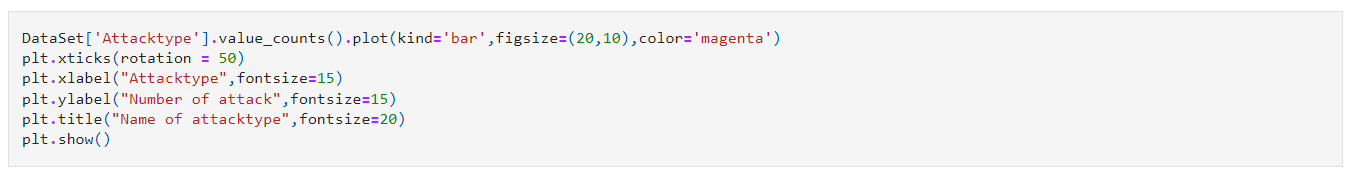 DataSet['Attacktype'].value_counts().plot(kind='bar',figsize=(20,10),color='magenta')
plt.xticks(rotation = 50)
plt.xlabel("Attacktype",fontsize=15)
plt.ylabel("Number of attack",fontsize=15)
plt.title("Name of attacktype",fontsize=20)
plt.show()